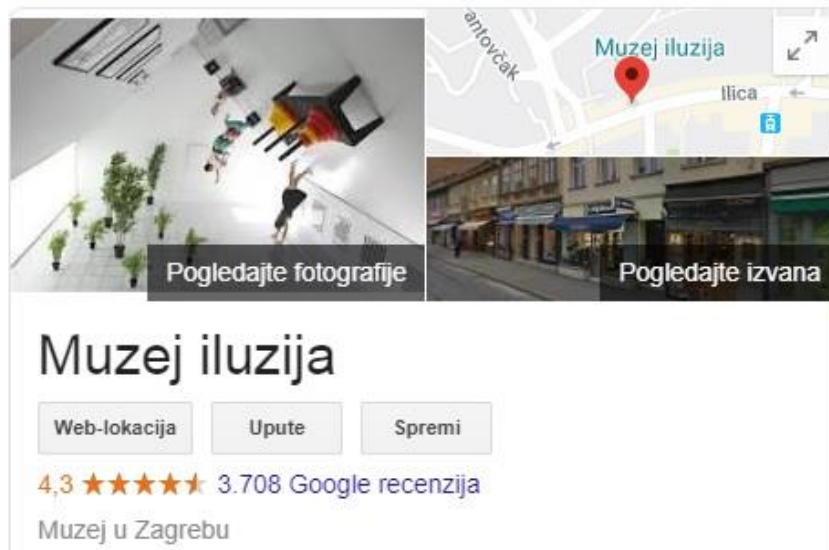 antovčak
Muzej iluzija
Ilica
Pogledajte fotografije
Pogledajte izvana
Muzej iluzija
Web-lokacija
Upute
Spremi
4,3 3.708 Google recenzija
Muzej u Zagrebu